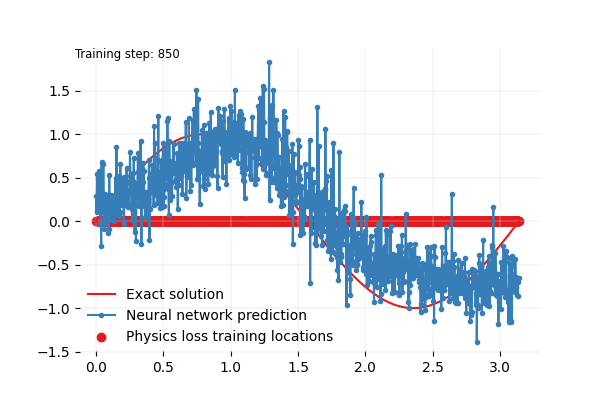 Training step: 850
1.5
1.0
0.5
0.0
−0.5
−1.0
−1.5
Exact solution
Neural network prediction
Physics loss training locations
0.0 0.5 1.0 1.5 2.0 2.5 3.0